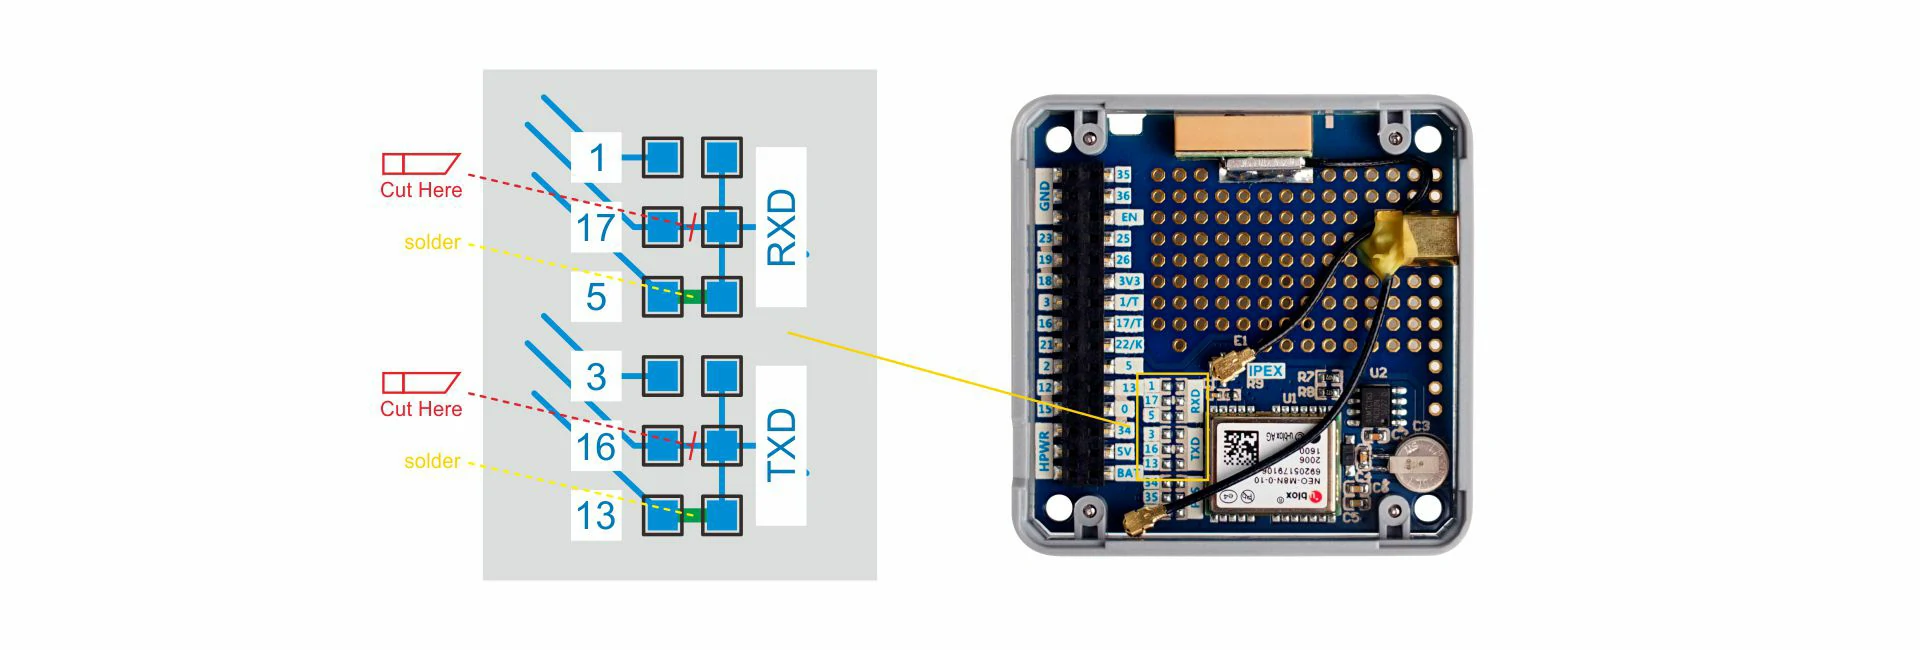 1
Cut Here
17
RXD
solder
5
3
Cut Here
16
TXD
solder
13
GND
35
36
EN
23
25
19
26
18
3V3
3
1/T
16
17/T
21
22/K
2
5
12
13
15
0
34
HPWR
5V
BA
E1
IPEX
R9
R7
R8
U1
U2
C3
C5
1
17
5
RXD
3
16
13
TXD
34
35
u-blox AG
1600
2006
69205179106
NEO-M8N-0-10
u-blox